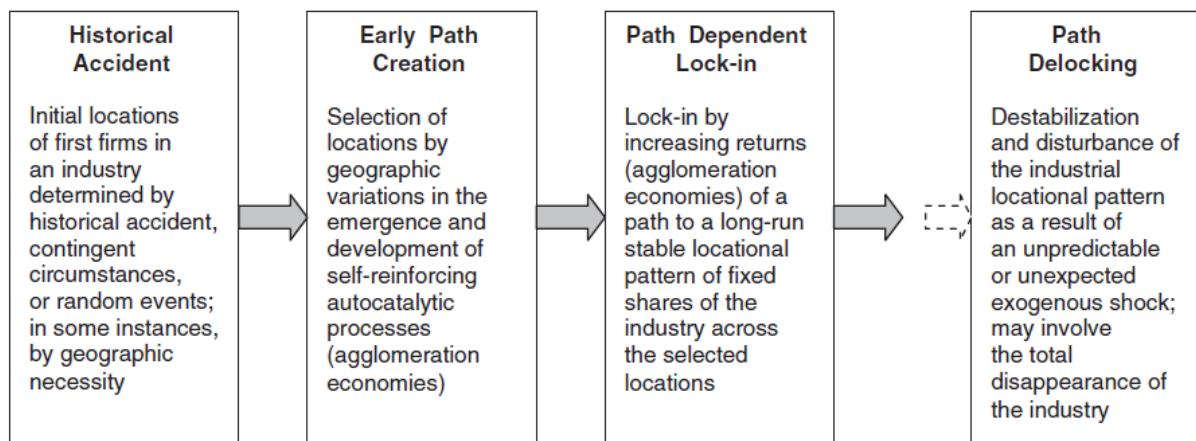 Historical
Accident
Initial locations
of first firms in
an industry
determined by
historical accident,
contingent
circumstances,
or random events;
in some instances,
by geographic
necessity
Early Path
Creation
Selection of
locations by
geographic
variations in the
emergence and
development of
self-reinforcing
autocatalytic
processes
(agglomeration
economies)
Path Dependent
Lock-in
Lock-in by
increasing returns
(agglomeration
economies) of a
path to a long-run
stable locational
pattern of fixed
shares of the
industry across
the selected
locations
Path
Delocking
Destabilization
and disturbance of
the industrial
locational pattern
as a result of
an unpredictable
or unexpected
exogenous shock;
may involve
the total
disappearance of
the industry